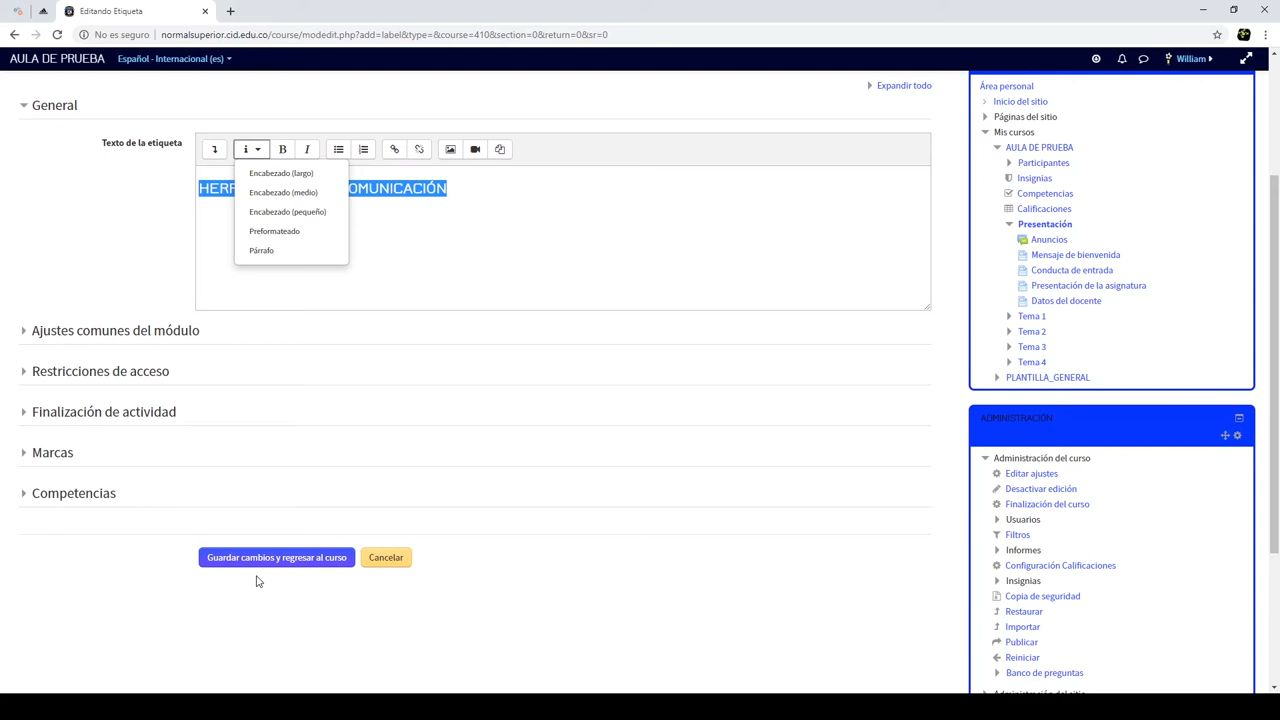 Editando Etiqueta
No es seguro
normalsuperior.cid.edu.co/course/modedit.php?add=label&type=&course=410&section=0&return=0&sr=0
AULA DE PRUEBA
Español - Internacional (es)
William
Expandir todo
General
Texto de la etiqueta
B
I
Encabezado (largo)
Encabezado (medio)
Encabezado (pequeño)
Preformateado
Párrafo
Ajustes comunes del módulo
Restricciones de acceso
Finalización de actividad
Marcas
Competencias
Guardar cambios y regresar al curso
Cancelar
Área personal
Inicio del sitio
Páginas del sitio
Mis cursos
AULA DE PRUEBA
Participantes
Insignias
Competencias
Calificaciones
Presentación
Anuncios
Mensaje de bienvenida
Conducta de entrada
Presentación de la asignatura
Datos del docente
Tema 1
Tema 2
Tema 3
Tema 4
PLANTILLA_GENERAL
ADMINISTRACIÓN
Administración del curso
Editar ajustes
Desactivar edición
Finalización del curso
Usuarios
Filtros
Informes
Configuración Calificaciones
Insignias
Copia de seguridad
Restaurar
Importar
Publicar
Reiniciar
Banco de preguntas